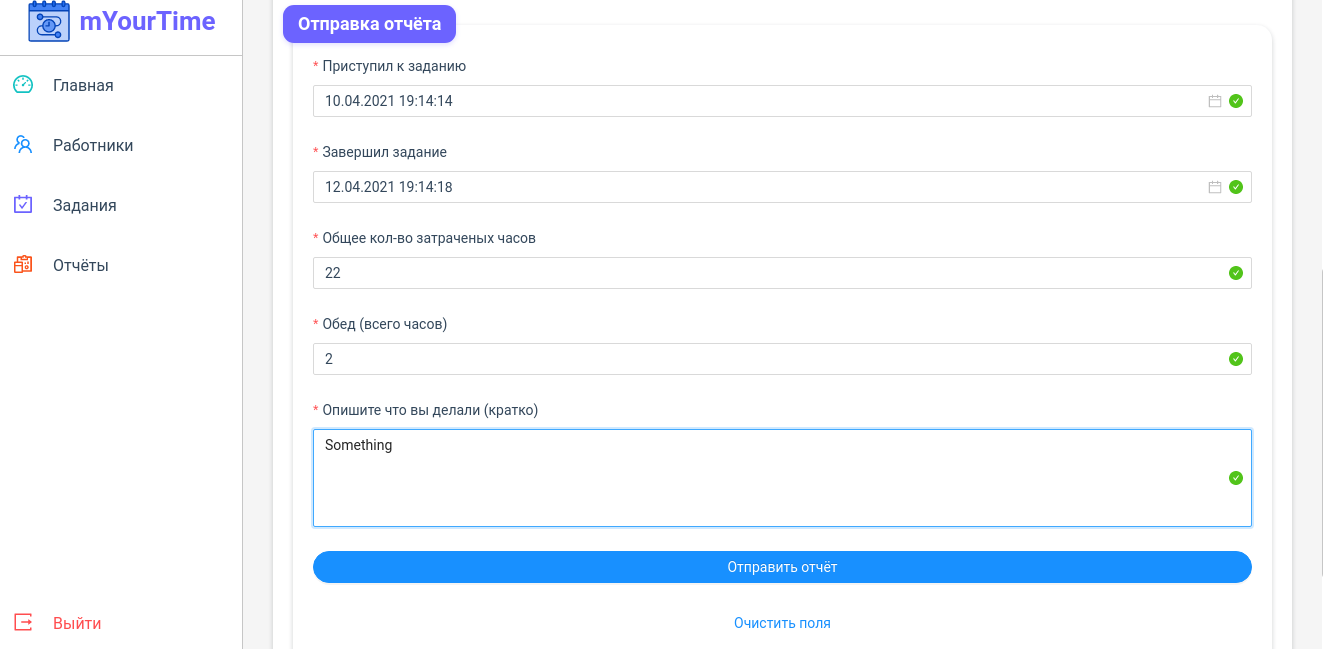 mYourTime
Главная
Работники
Задания
Отчёты
Выйти
Отправка отчёта
* Приступил к заданию
10.04.2021 19:14:14
* Завершил задание
12.04.2021 19:14:18
* Общее кол-во затраченых часов
22
* Обед (всего часов)
2
* Опишите что вы делали (кратко)
Something
Отправить отчёт
Очистить поля